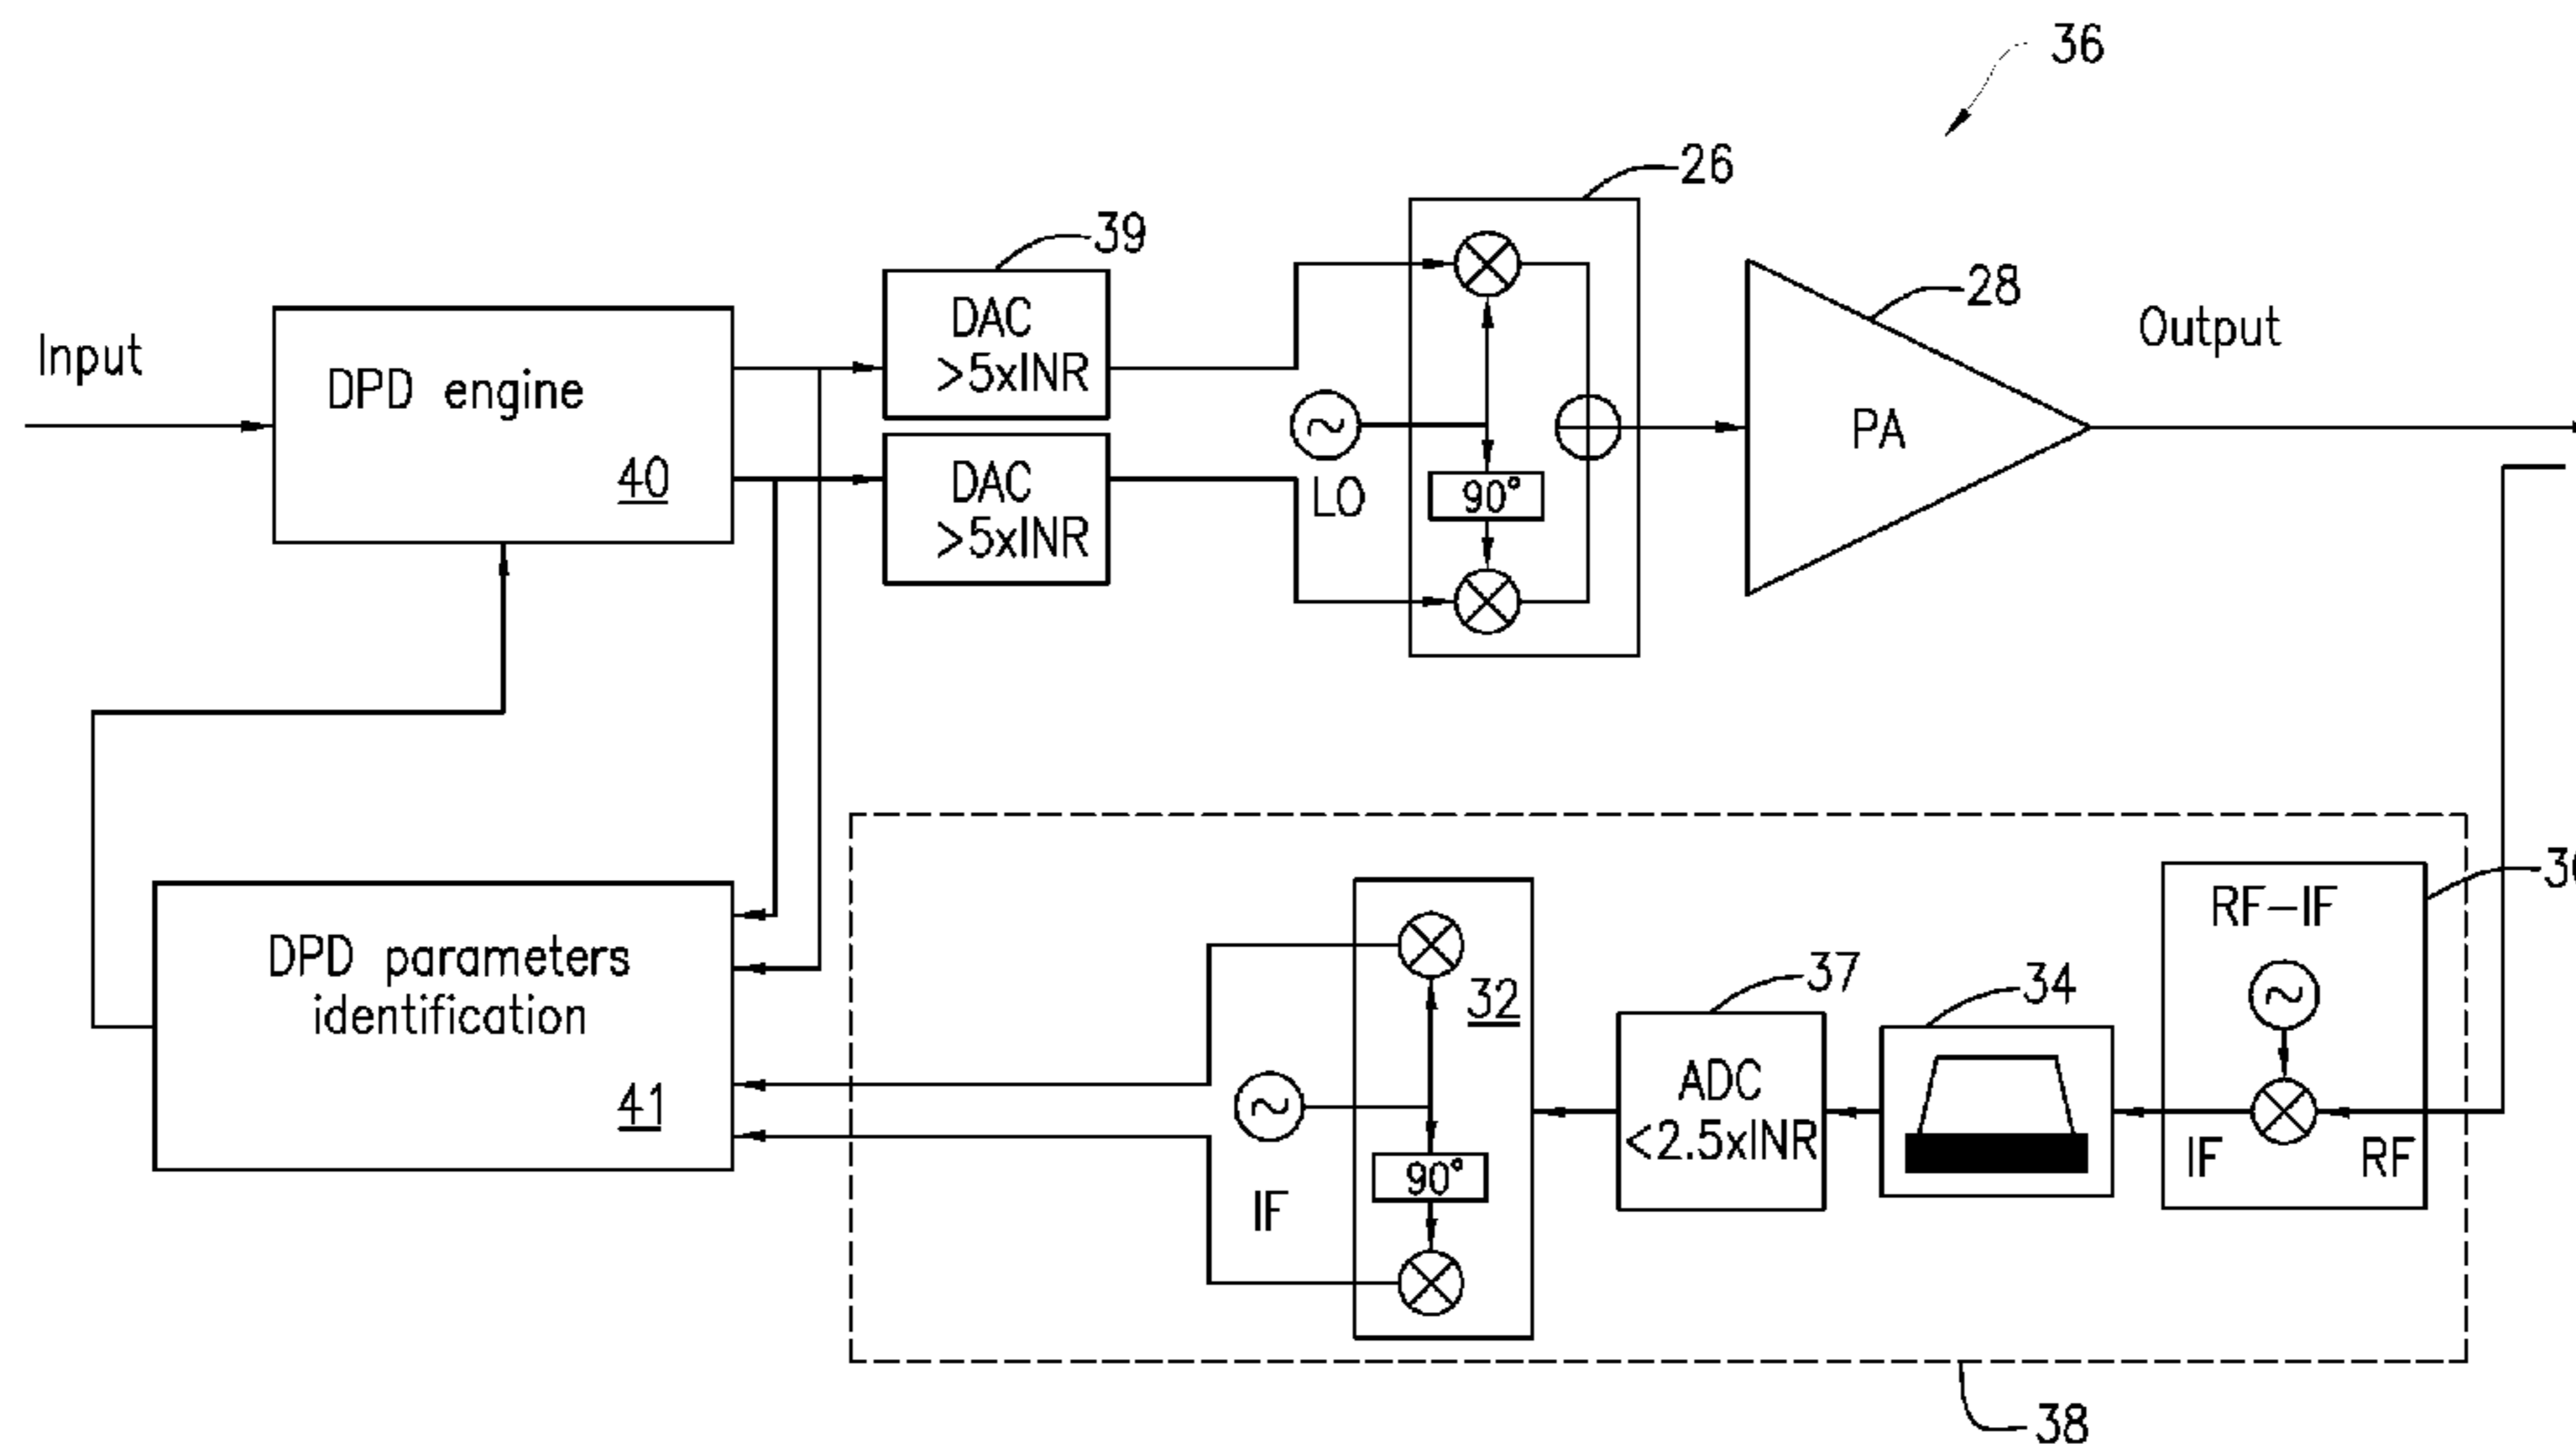 36
26
39
28
Input
DPD engine
40
DAC
>5xINR
DAC
>5xINR
LO
90°
PA
Output
DPD parameters
identification
41
IF
90°
32
37
ADC
<2.5xINR
34
RF-IF
IF
RF
38